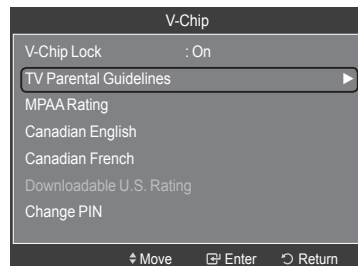 V-Chip
V-Chip Lock : On
TV Parental Guidelines
MPAA Rating
Canadian English
Canadian French
Downloadable U.S. Rating
Change PIN
Move Enter Return